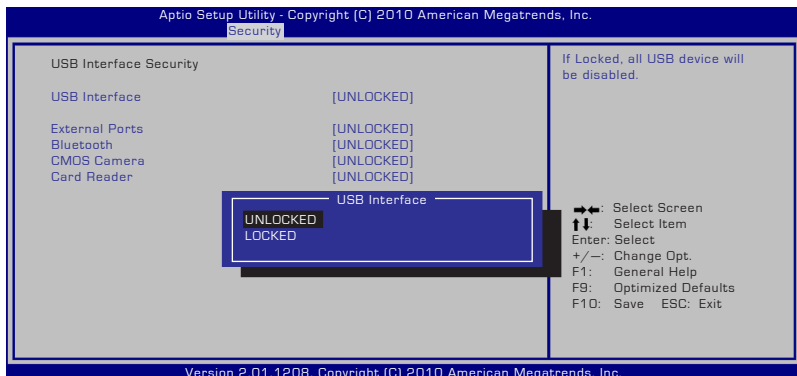 Aptio Setup Utility - Copyright (C) 2010 American Megatrends, Inc.
Security
USB Interface Security
USB Interface [UNLOCKED]
External Ports [UNLOCKED]
Bluetooth [UNLOCKED]
CMOS Camera [UNLOCKED]
Card Reader [UNLOCKED]
USB Interface
UNLOCKED
LOCKED
If Locked, all USB device will
be disabled.
→←: Select Screen
↑↓: Select Item
Enter: Select
+/—: Change Opt.
F1: General Help
F9: Optimized Defaults
F10: Save ESC: Exit
Version 2.01.1208. Copyright (C) 2010 American Megatrends, Inc.